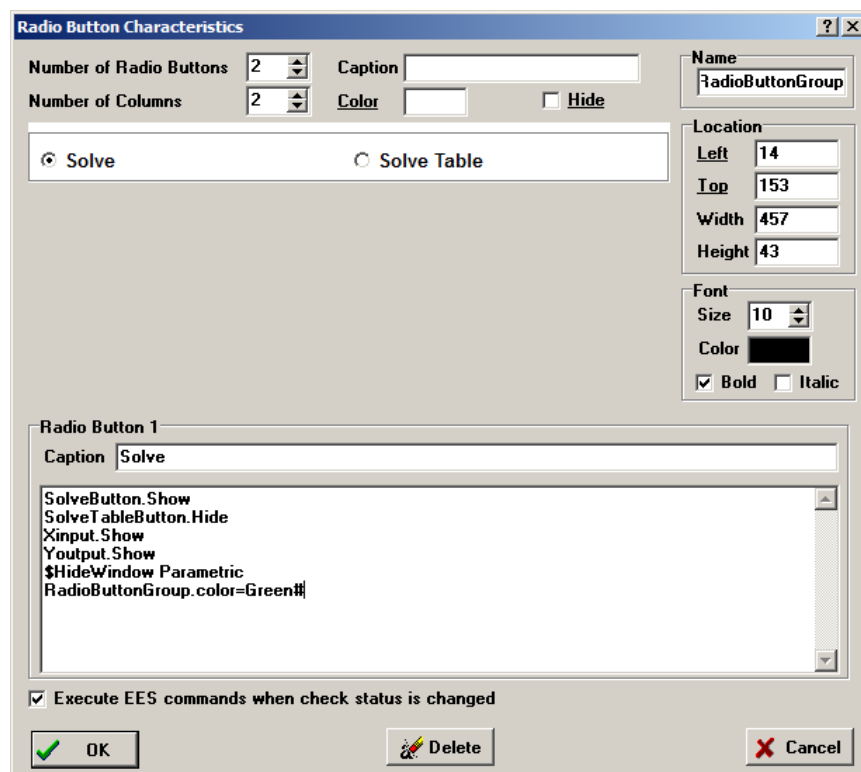 Radio Button Characteristics
Number of Radio Buttons 2 Caption
Number of Columns 2 Color Hide
Name
RadioButtonGroup
Solve Solve Table
Location
Left 14
Top 153
Width 457
Height 43
Font
Size 10
Color
Bold Italic
Radio Button 1
Caption Solve
SolveButton.Show
SolveTableButton.Hide
Xinput.Show
Youtput.Show
$HideWindow Parametric
RadioButtonGroup.color=Green#
Execute EES commands when check status is changed
OK Delete Cancel